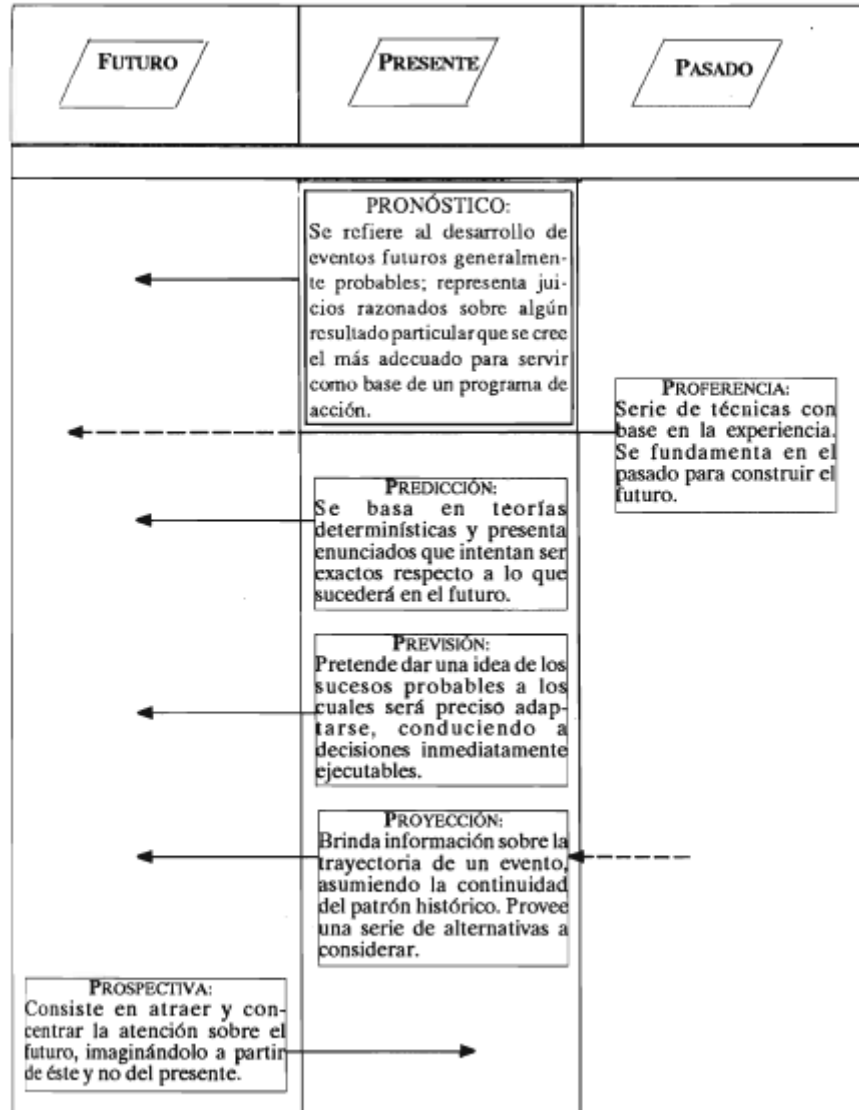 FUTURO
PRESENTE
PASADO
PRONÓSTICO:
Se refiere al desarrollo de
eventos futuros generalmen-
te probables; representa jui-
cios razonados sobre algún
resultado particular que se cree
el más adecuado para servir
como base de un programa de
acción.
PROFERENCIA:
Serie de técnicas con
base en la experiencia.
Se fundamenta en el
pasado para construir el
futuro.
PREDICCIÓN:
Se basa en teorías
determinísticas y presenta
enunciados que intentan ser
exactos respecto a lo que
sucederá en el futuro.
PREVISIÓN:
Pretende dar una idea de los
sucesos probables a los
cuales será preciso adap-
tarse, conduciendo a
decisiones inmediatamente
ejecutables.
PROYECCIÓN:
Brinda información sobre la
trayectoria de un evento,
asumiendo la continuidad
del patrón histórico. Provee
una serie de alternativas a
considerar.
PROSPECTIVA:
Consiste en atraer y con-
centrar la atención sobre el
futuro, imaginándolo a partir
de éste y no del presente.